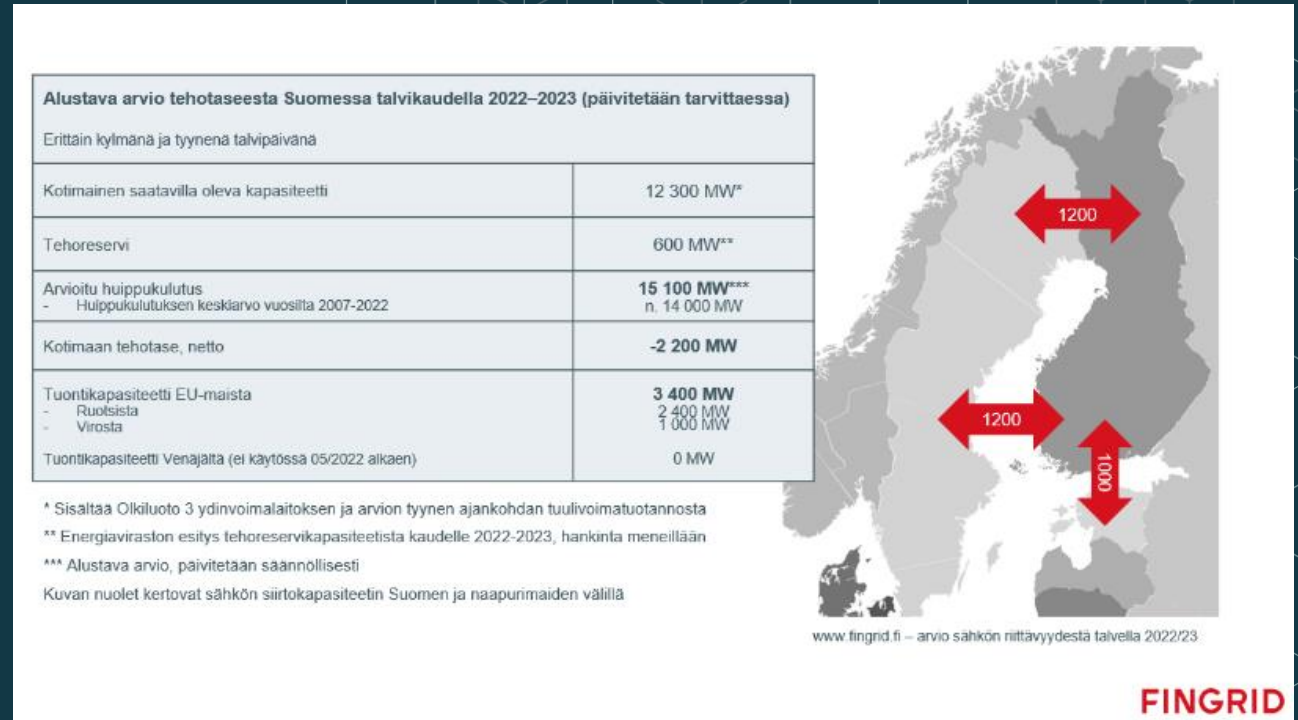 Alustava arvio tehotaseesta Suomessa talvikaudella 2022–2023 (päivitetään tarvittaessa)
Erittäin kylmänä ja tyynenä talvipäivänä
Kotimainen saatavilla oleva kapasiteetti 12 300 MW*
Tehoreservi 600 MW**
Arvioitu huippukulutus 15 100 MW***
- Huippukulutuksen keskiarvo vuosilta 2007-2022 n. 14 000 MW
Kotimaan tehotase, netto -2 200 MW
Tuontikapasiteetti EU-maista 3 400 MW
- Ruotsista 2 400 MW
- Virosta 1 000 MW
Tuontikapasiteetti Venäjältä (ei käytössä 05/2022 alkaen) 0 MW
* Sisältää Olkiluoto 3 ydinvoimalaitoksen ja arvion tyynen ajankohdan tuulivoimatuotannosta
** Energiaviraston esitys tehoreservikapasiteetista kaudelle 2022-2023, hankinta meneillään
*** Alustava arvio, päivitetään säännöllisesti
Kuvan nuolet kertovat sähkön siirtokapasiteetin Suomen ja naapurimaiden välillä
1200
1200
1000
www.fingrid.fi – arvio sähkön riittävyydestä talvella 2022/23
FINGRID